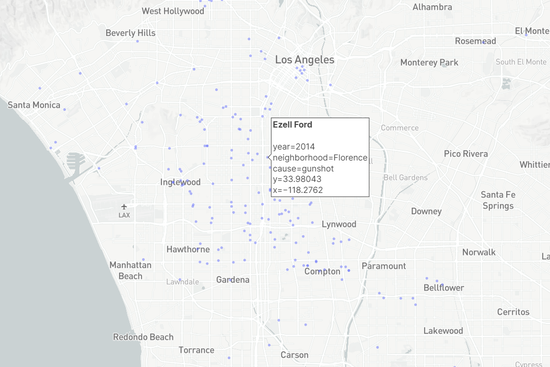 West Hollywood
Alhambra
Beverly Hills
El Monte
Rosemead
Los Angeles
Monterey Park
South El Monte
Santa Monica
Ezell Ford
Commerce
year=2014
neighborhood=Florence
cause=gunshot
y=33.98043
x=−118.2762
Pico Rivera
Whittier
Bell Gardens
Inglewood
Santa Fe
Springs
LAX
Downey
Lynwood
Hawthorne
Norwalk
La
Manhattan
Beach
Paramount
Compton
Lawndale
Gardena
Bellflower
Cerritos
Lakewood
Redondo Beach
Torrance
Carson
Cypress